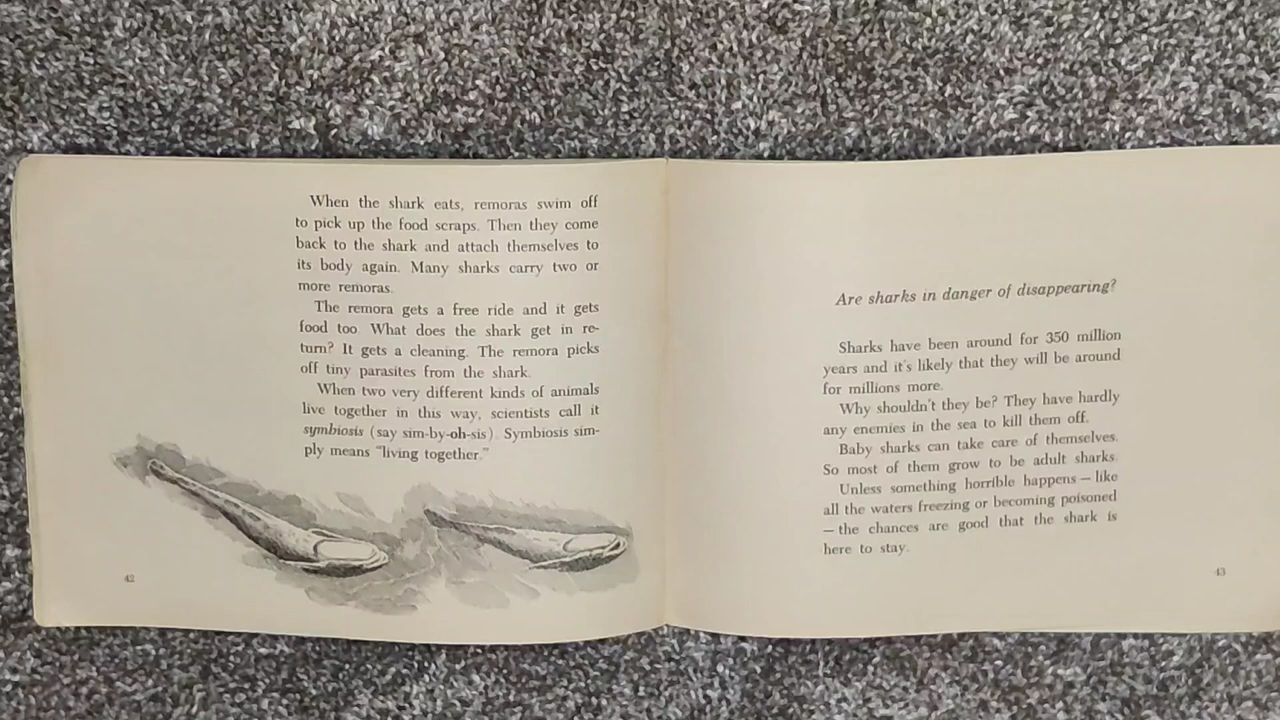 When the shark eats, remoras swim off
to pick up the food scraps. Then they come
back to the shark and attach themselves to
its body again. Many sharks carry two or
more remoras.
The remora gets a free ride and it gets
food too. What does the shark get in re-
turn? It gets a cleaning. The remora picks
off tiny parasites from the shark.
When two very different kinds of animals
live together in this way, scientists call it
symbiosis (say sim-by-oh-sis). Symbiosis sim-
ply means "living together."
42
Are sharks in danger of disappearing?
Sharks have been around for 350 million
years and it's likely that they will be around
for millions more.
Why shouldn't they be? They have hardly
any enemies in the sea to kill them off.
Baby sharks can take care of themselves.
So most of them grow to be adult sharks.
Unless something horrible happens — like
all the waters freezing or becoming poisoned
— the chances are good that the shark is
here to stay.
43